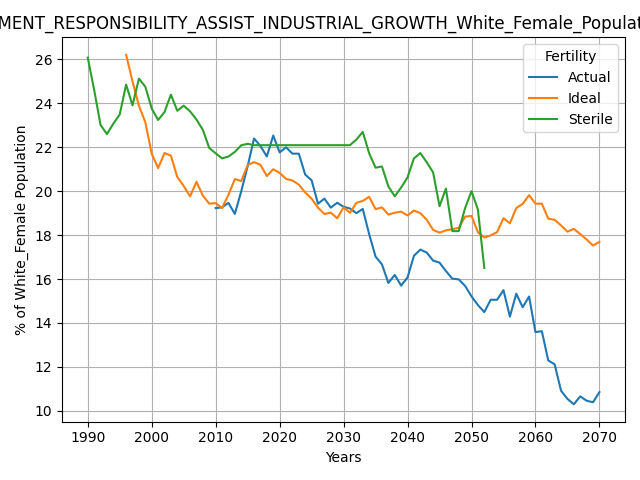 MENT_RESPONSIBILITY_ASSIST_INDUSTRIAL_GROWTH_White_Female_Populat
Fertility
Actual
Ideal
Sterile
% of White_Female Population
26
24
22
20
18
16
14
12
10
1990 2000 2010 2020 2030 2040 2050 2060 2070
Years